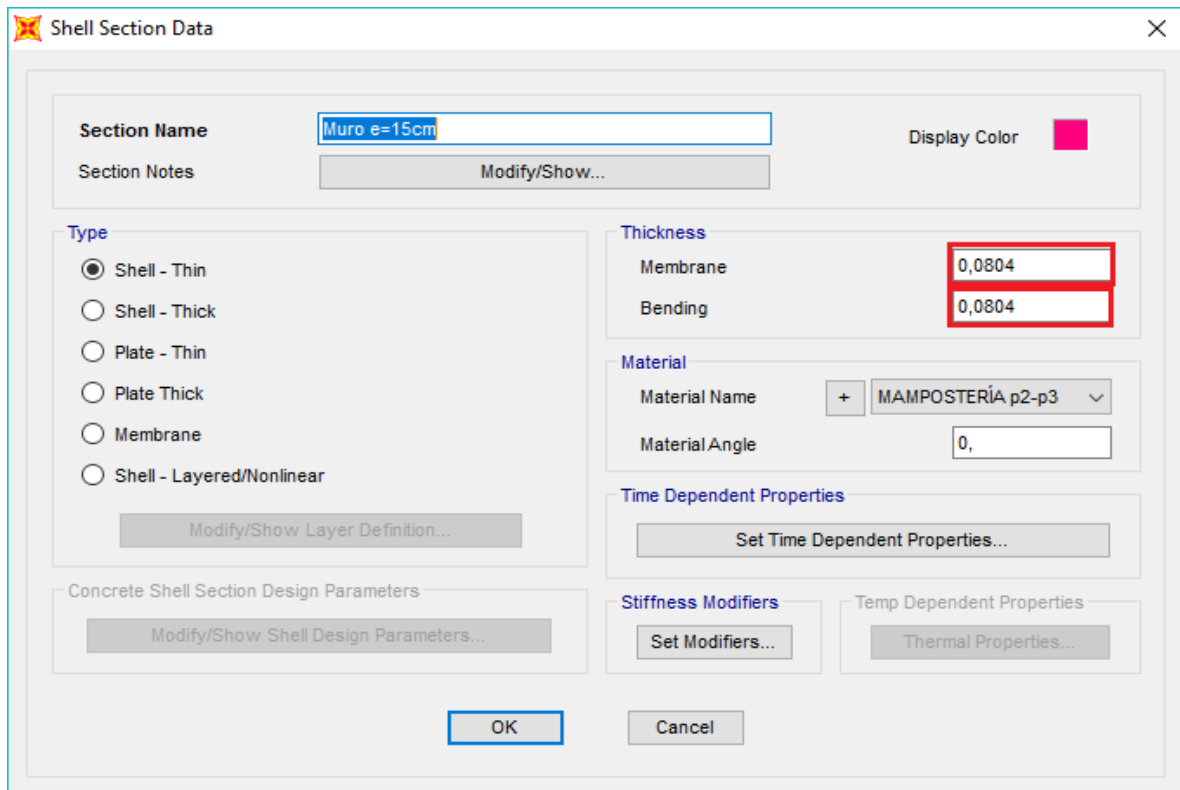 Shell Section Data
Section Name
Muro e=15cm
Display Color
Section Notes
Modify/Show...
Type
Shell - Thin
Shell - Thick
Plate - Thin
Plate Thick
Membrane
Shell - Layered/Nonlinear
Modify/Show Layer Definition...
Concrete Shell Section Design Parameters
Modify/Show Shell Design Parameters...
Thickness
Membrane
0,0804
Bending
0,0804
Material
Material Name
+
MAMPOSTERÍA p2-p3
Material Angle
0,
Time Dependent Properties
Set Time Dependent Properties...
Stiffness Modifiers
Set Modifiers...
Temp Dependent Properties
Thermal Properties...
OK
Cancel